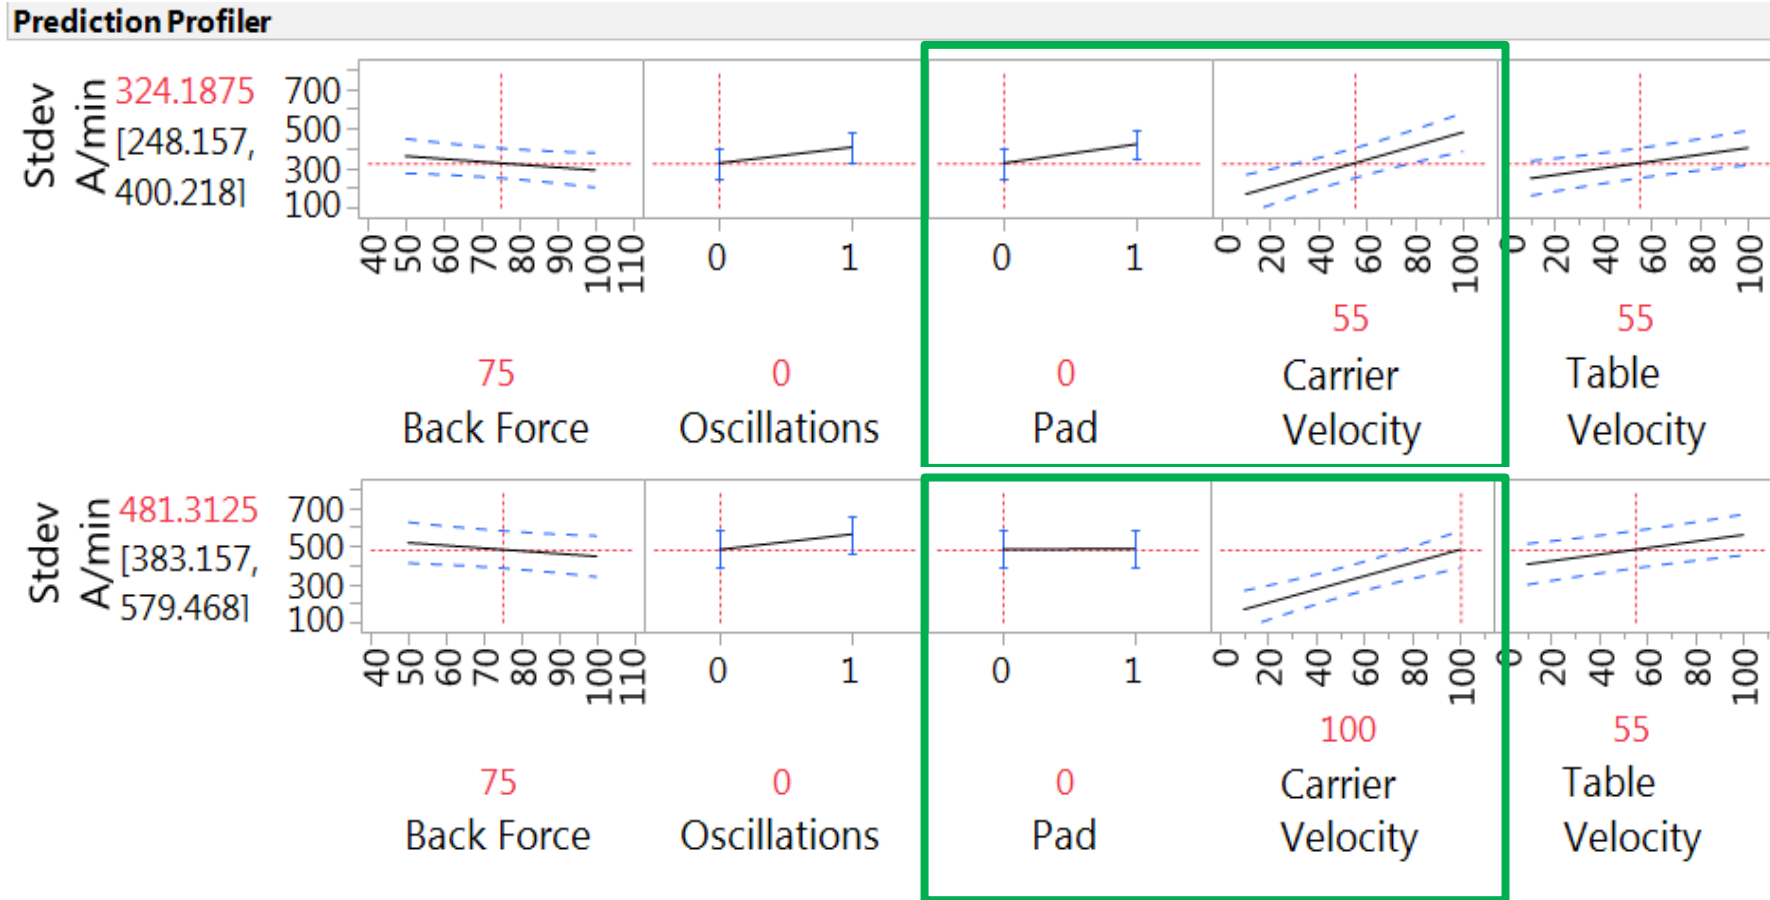 Prediction Profiler
Stdev
A/min
324.1875
[248.157,
400.218]
700
500
300
100
40 50 60 70 80 90 100 110
0 1
0 1
0 20 40 60 80 100
0 20 40 60 80 100
75
Back Force
0
Oscillations
0
Pad
55
Carrier
Velocity
55
Table
Velocity
Stdev
A/min
481.3125
[383.157,
579.468]
700
500
300
100
40 50 60 70 80 90 100 110
0 1
0 1
0 20 40 60 80 100
0 20 40 60 80 100
75
Back Force
0
Oscillations
0
Pad
100
Carrier
Velocity
55
Table
Velocity